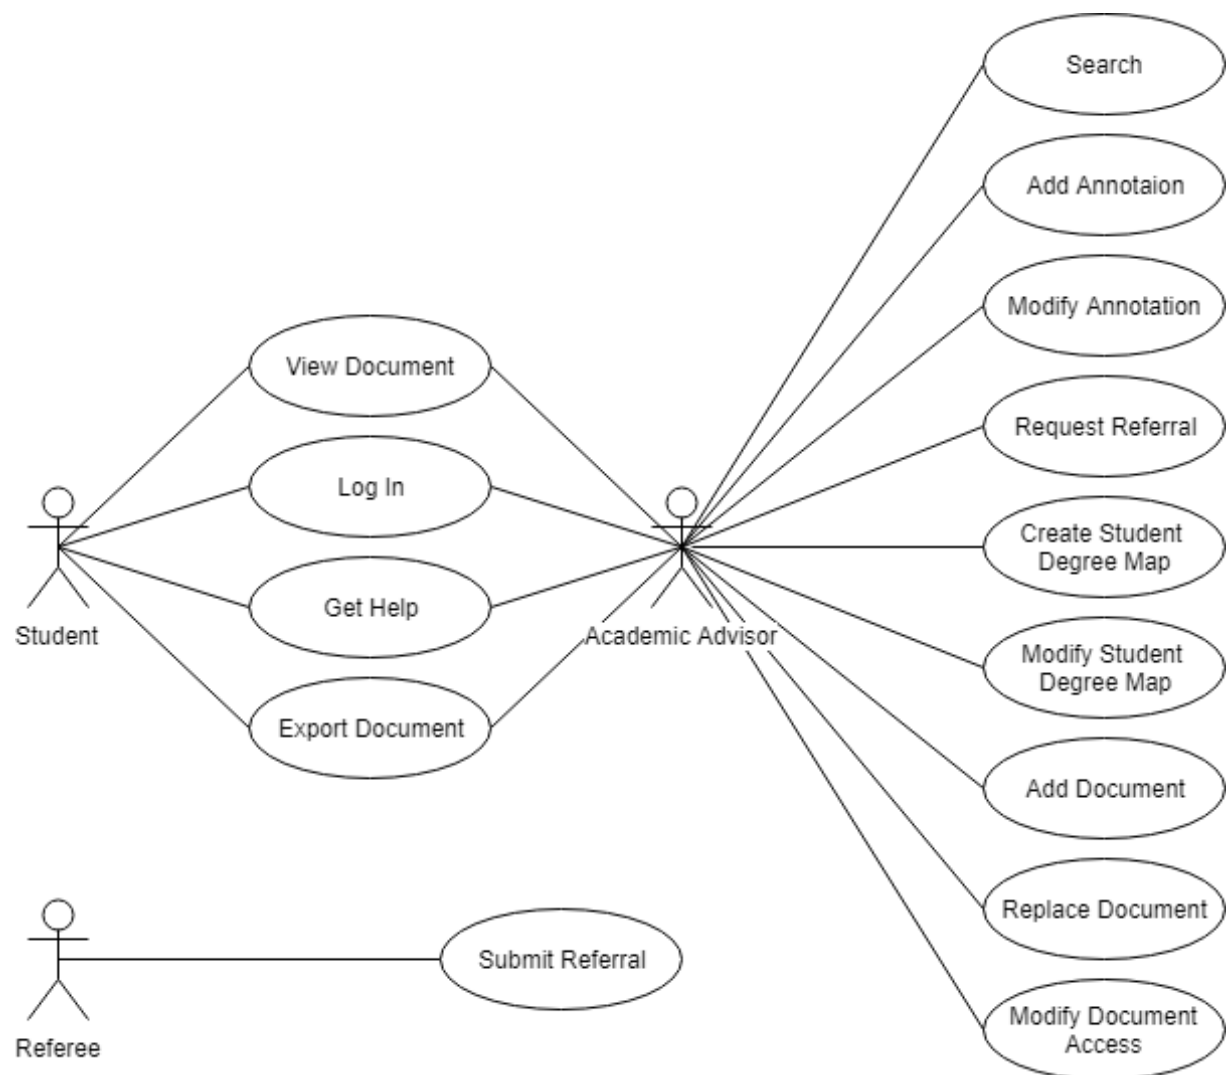 Search
Add Annotaion
Modify Annotation
View Document
Request Referral
Log In
Create Student
Degree Map
Get Help
Student
Academic Advisor
Modify Student
Degree Map
Export Document
Add Document
Replace Document
Submit Referral
Modify Document
Access
Referee